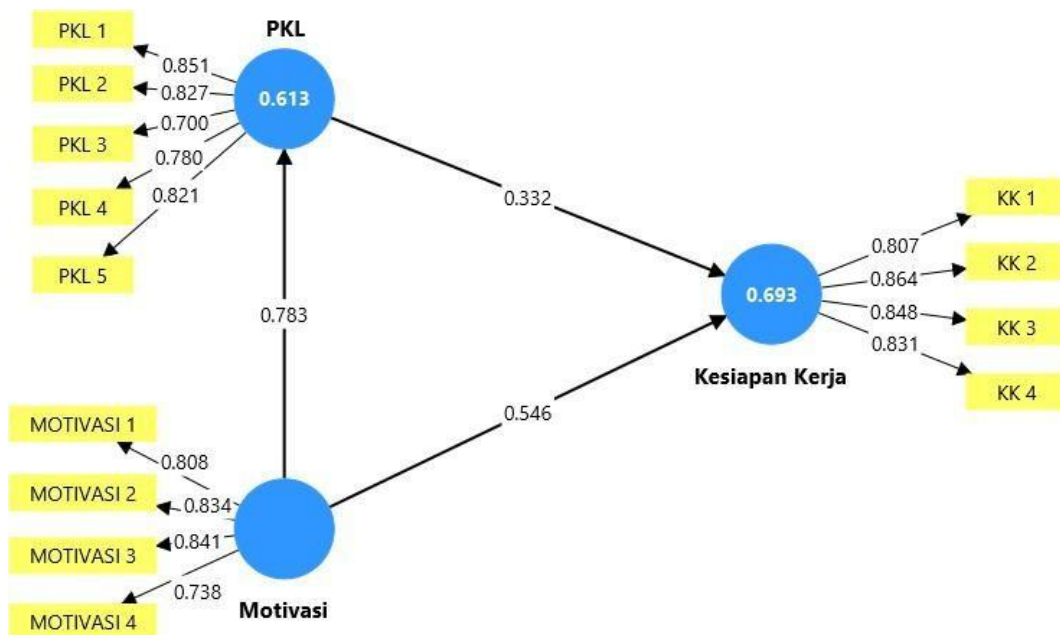 PKL 1
PKL 2
PKL 3
PKL 4
PKL 5
0.851
0.827
0.700
0.780
0.821
PKL
0.613
0.332
0.783
0.546
0.693
Kesiapan Kerja
0.807
0.864
0.848
0.831
KK 1
KK 2
KK 3
KK 4
MOTIVASI 1
MOTIVASI 2
MOTIVASI 3
MOTIVASI 4
0.808
0.834
0.841
0.738
Motivasi